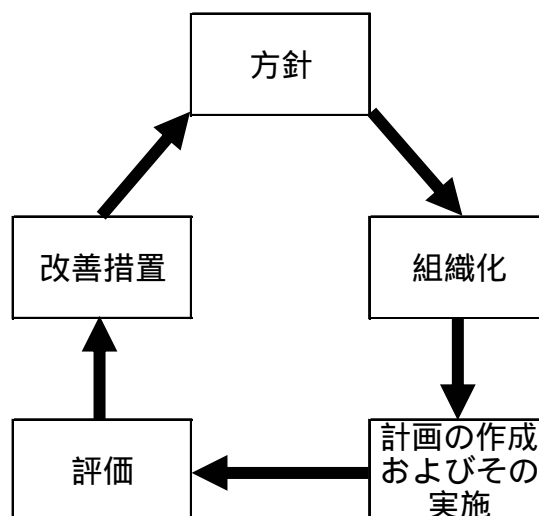 方針
改善措置
組織化
評価
計画の作成
およびその
実施